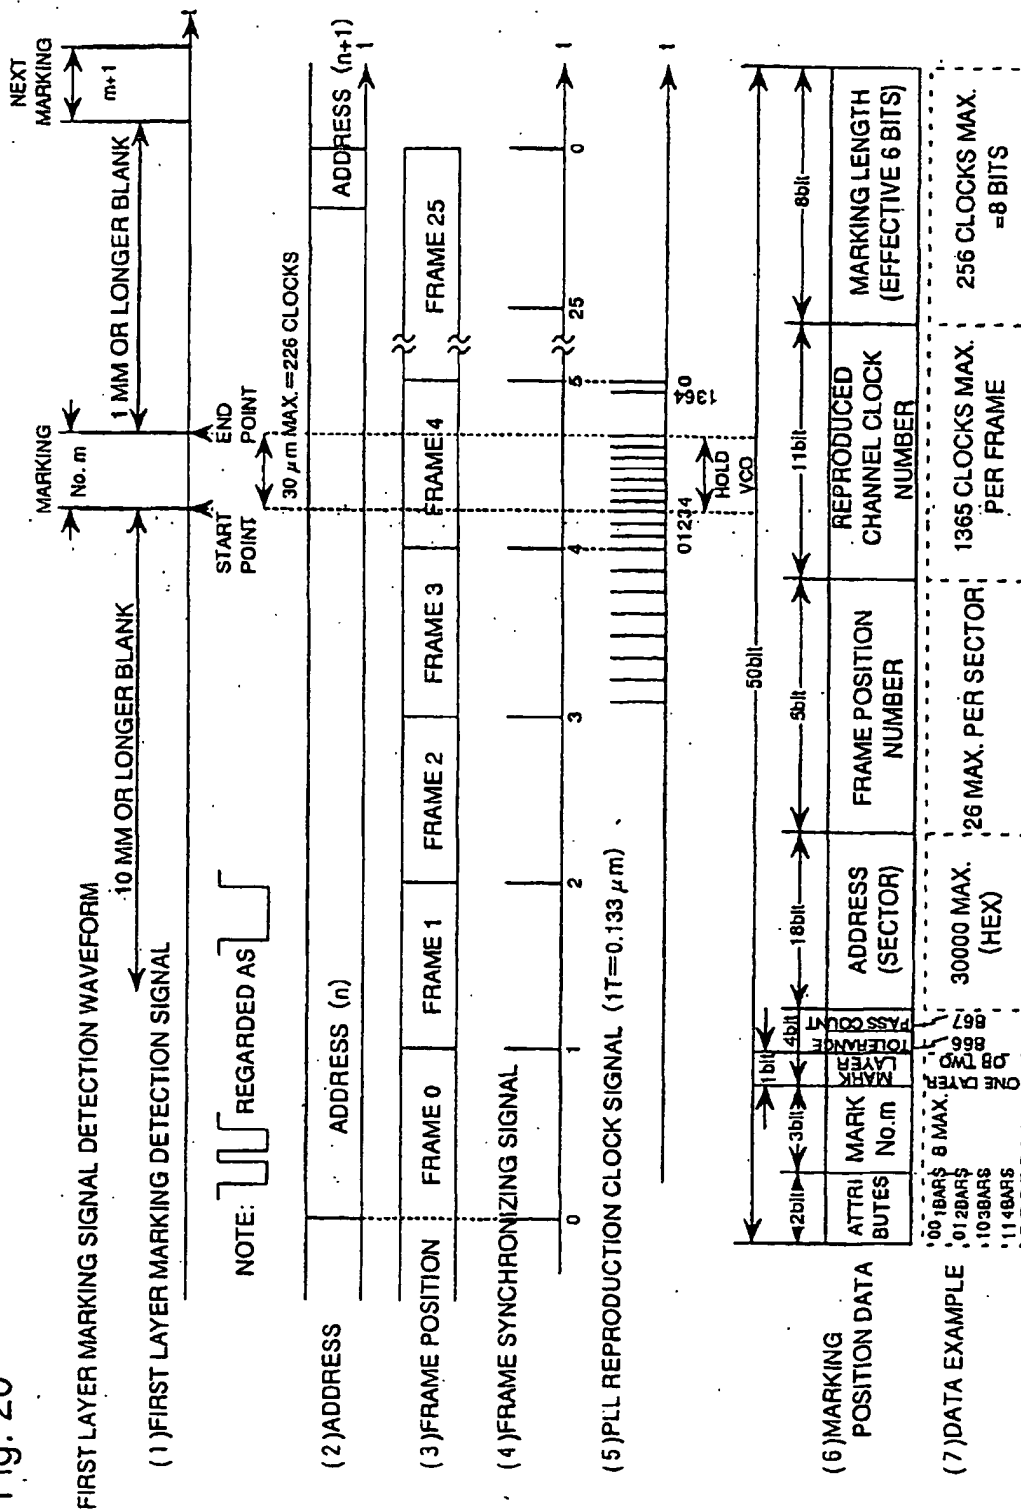 Fig. 20
FIRST LAYER MARKING SIGNAL DETECTION WAVEFORM
(1)FIRST LAYER MARKING DETECTION SIGNAL
10 MM OR LONGER BLANK
MARKING
No. m
START
POINT
END
POINT
1 MM OR LONGER BLANK
NEXT
MARKING
m+1
t
NOTE:
REGARDED AS
30 μm MAX.=226 CLOCKS
(2)ADDRESS
ADDRESS (n)
ADDRESS (n+1)
t
(3)FRAME POSITION
FRAME 0
FRAME 1
FRAME 2
FRAME 3
FRAME 4
FRAME 25
(4)FRAME SYNCHRONIZING SIGNAL
0 1 2 3 4 5 25 0
t
(5)PLL REPRODUCTION CLOCK SIGNAL (1T=0.133 μm)
01234
HOLD
VCO
1364
0
t
50bit
2bit 3bit 1bit 4bit 18bit 5bit 11bit 8bit
(6)MARKING
POSITION DATA
ATTRI
BUTES
MARK
No.m
MARK
LAYER
TOLERANCE
PASS COUNT
ADDRESS
(SECTOR)
FRAME POSITION
NUMBER
REPRODUCED
CHANNEL CLOCK
NUMBER
MARKING LENGTH
(EFFECTIVE 6 BITS)
(7)DATA EXAMPLE
00 1BARS
01 2BARS
10 3BARS
11 4BARS
8 MAX.
ONE LAYER
OR TWO
866
867
30000 MAX.
(HEX)
26 MAX. PER SECTOR
1365 CLOCKS MAX.
PER FRAME
256 CLOCKS MAX.
=8 BITS